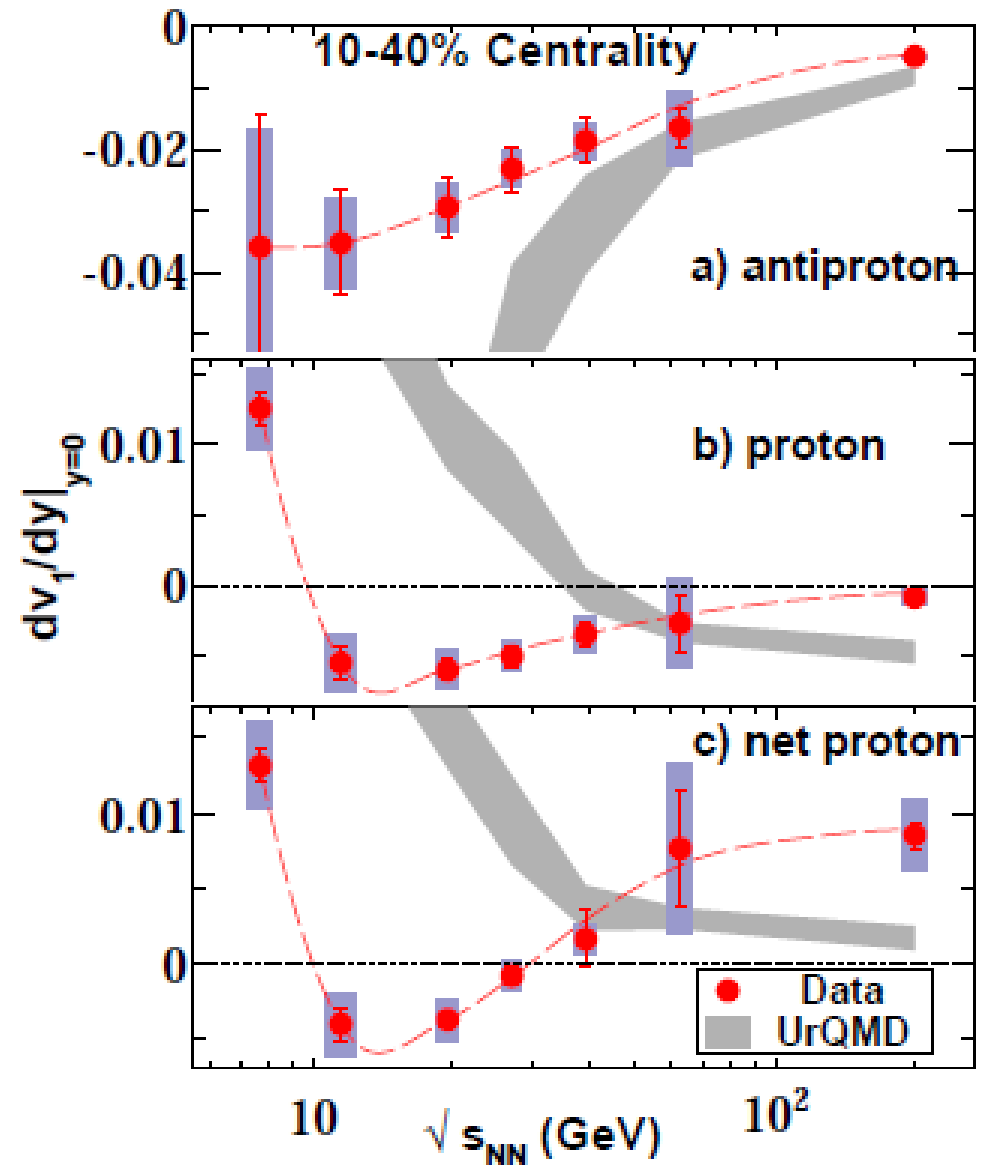 10-40% Centrality
0
-0.02
-0.04
a) antiproton
0.01
0
b) proton
dv₁/dy|y=0
c) net proton
0.01
0
Data
UrQMD
10
10²
√ sNN (GeV)